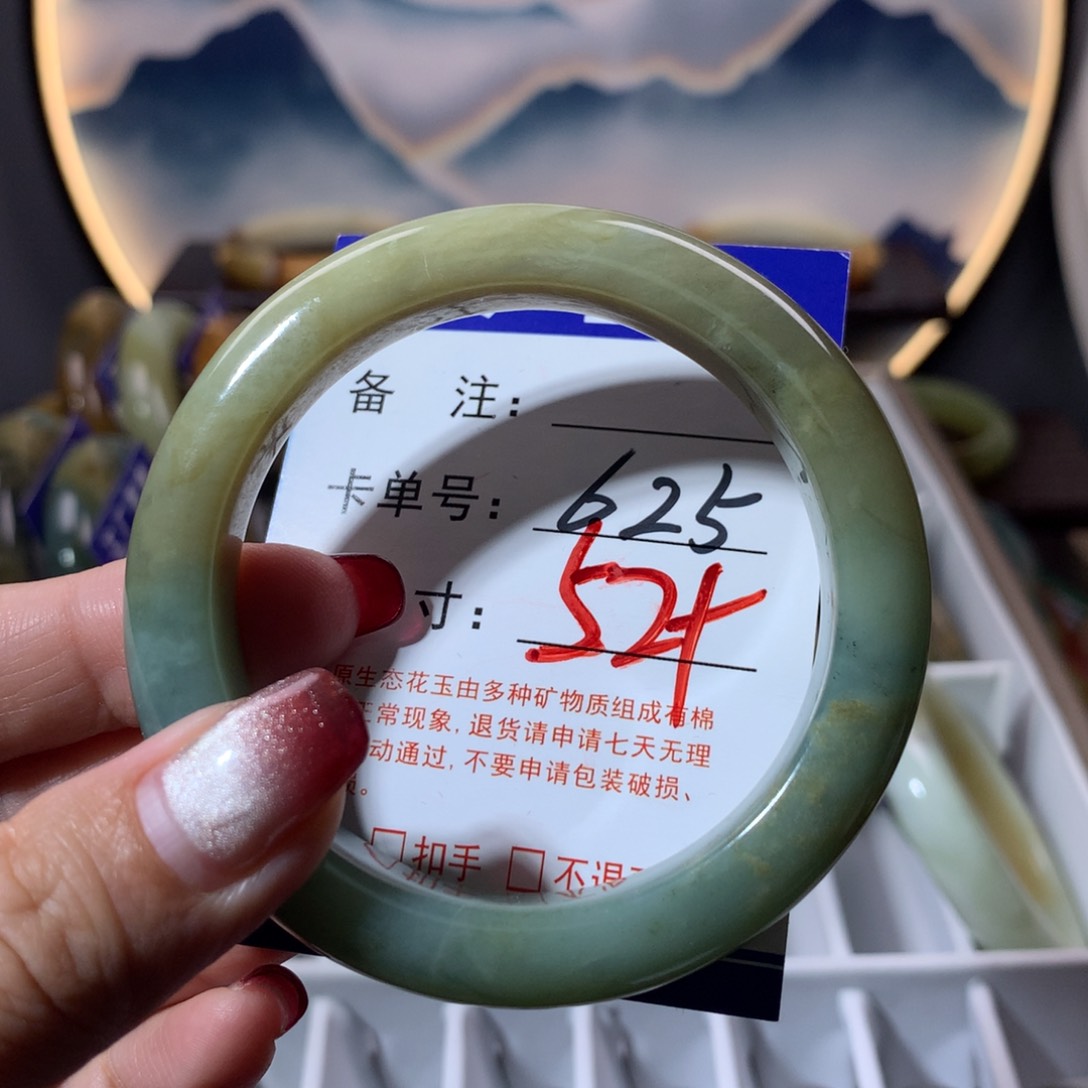 备 注：
卡单号： 625
寸： 524
原生态花玉由多种矿物质组成有棉
正常现象，退货请申请七天无理
动通过，不要申请包装破损、
。
□扣手 □不退